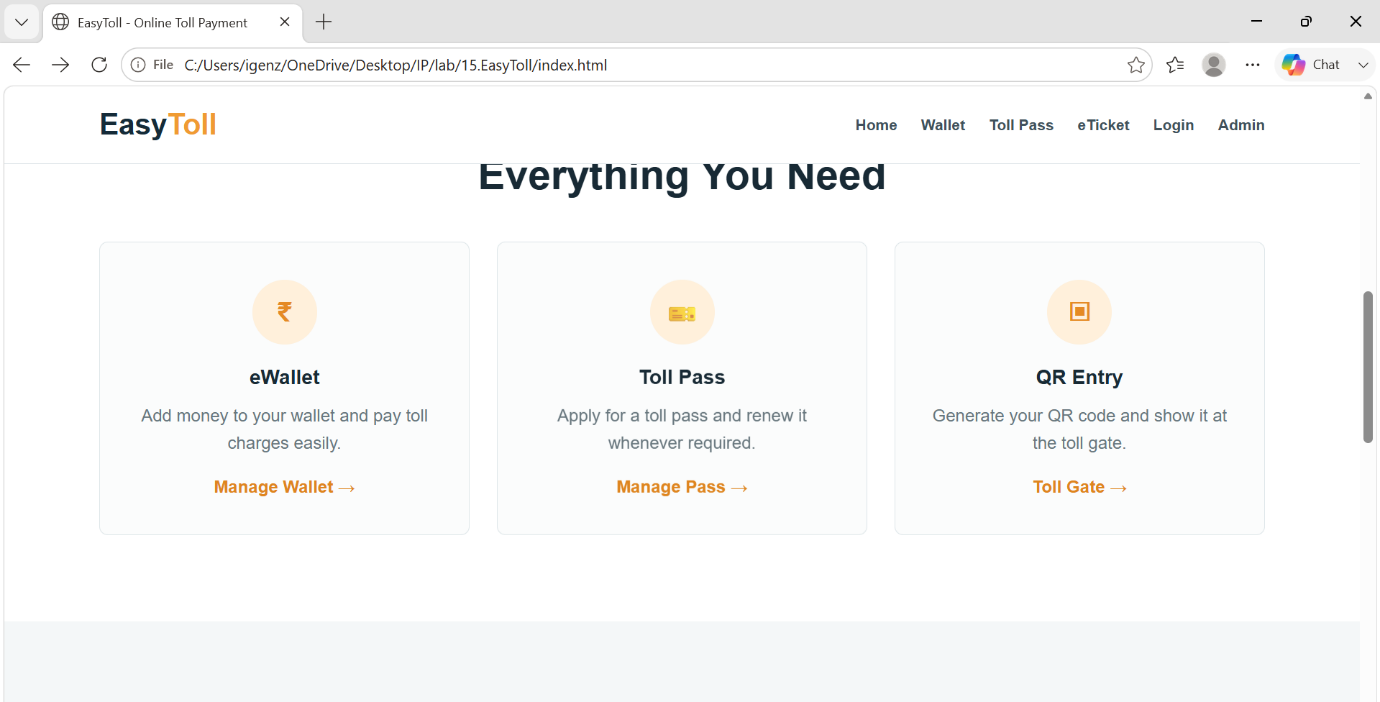 EasyToll - Online Toll Payment
File C:/Users/igenz/OneDrive/Desktop/IP/lab/15.EasyToll/index.html
Chat
EasyToll
Home Wallet Toll Pass eTicket Login Admin
Everything You Need
₹
eWallet
Add money to your wallet and pay toll
charges easily.
Manage Wallet →
Toll Pass
Apply for a toll pass and renew it
whenever required.
Manage Pass →
QR Entry
Generate your QR code and show it at
the toll gate.
Toll Gate →